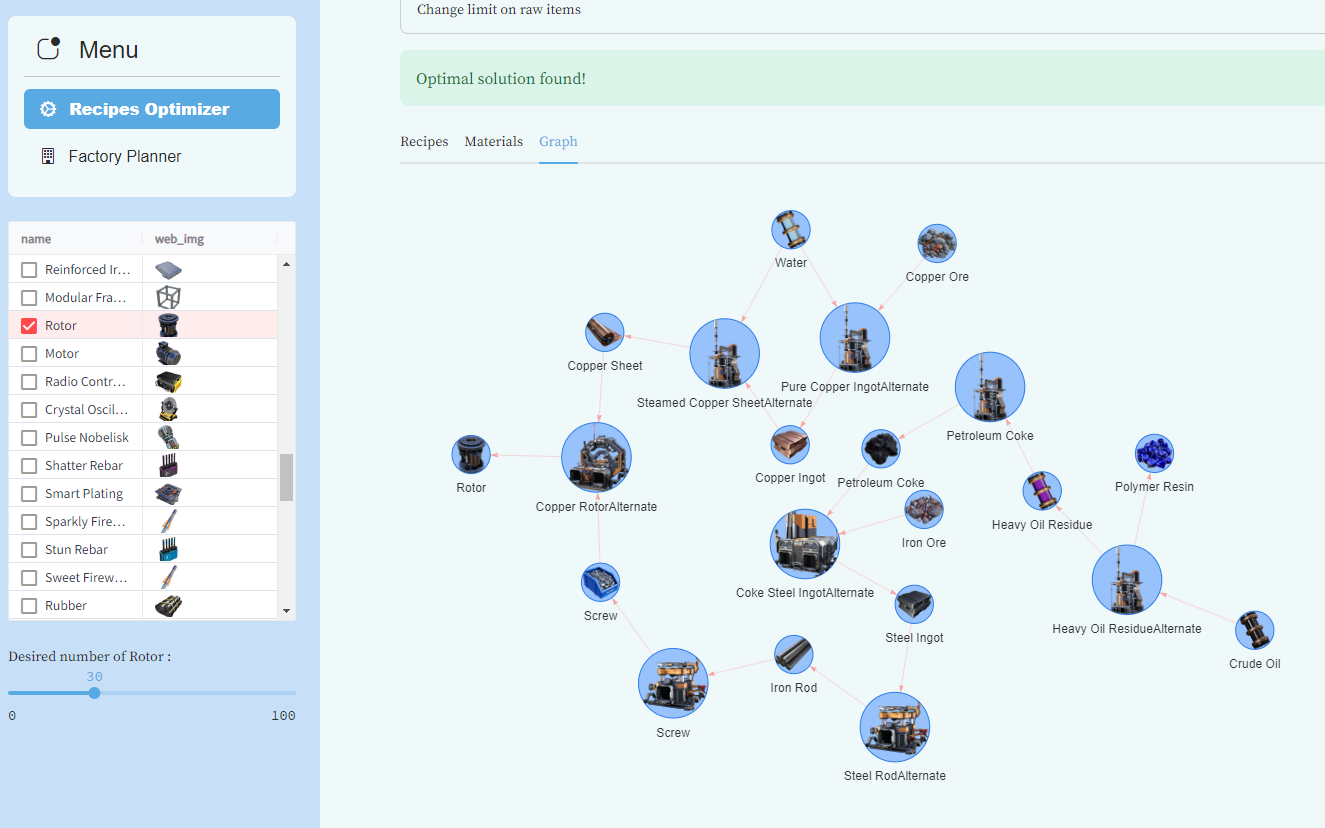 Menu
Recipes Optimizer
Factory Planner
name web_img
Reinforced Ir...
Modular Fra...
Rotor
Motor
Radio Contr...
Crystal Oscil...
Pulse Nobelisk
Shatter Rebar
Smart Plating
Sparkly Fire...
Stun Rebar
Sweet Firew...
Rubber
Desired number of Rotor :
30
0 100
Change limit on raw items
Optimal solution found!
Recipes Materials Graph
Water
Copper Ore
Copper Sheet
Pure Copper IngotAlternate
Steamed Copper SheetAlternate
Petroleum Coke
Copper Ingot
Petroleum Coke
Rotor
Polymer Resin
Copper RotorAlternate
Heavy Oil Residue
Iron Ore
Coke Steel IngotAlternate
Screw
Heavy Oil ResidueAlternate
Steel Ingot
Crude Oil
Iron Rod
Screw
Steel RodAlternate